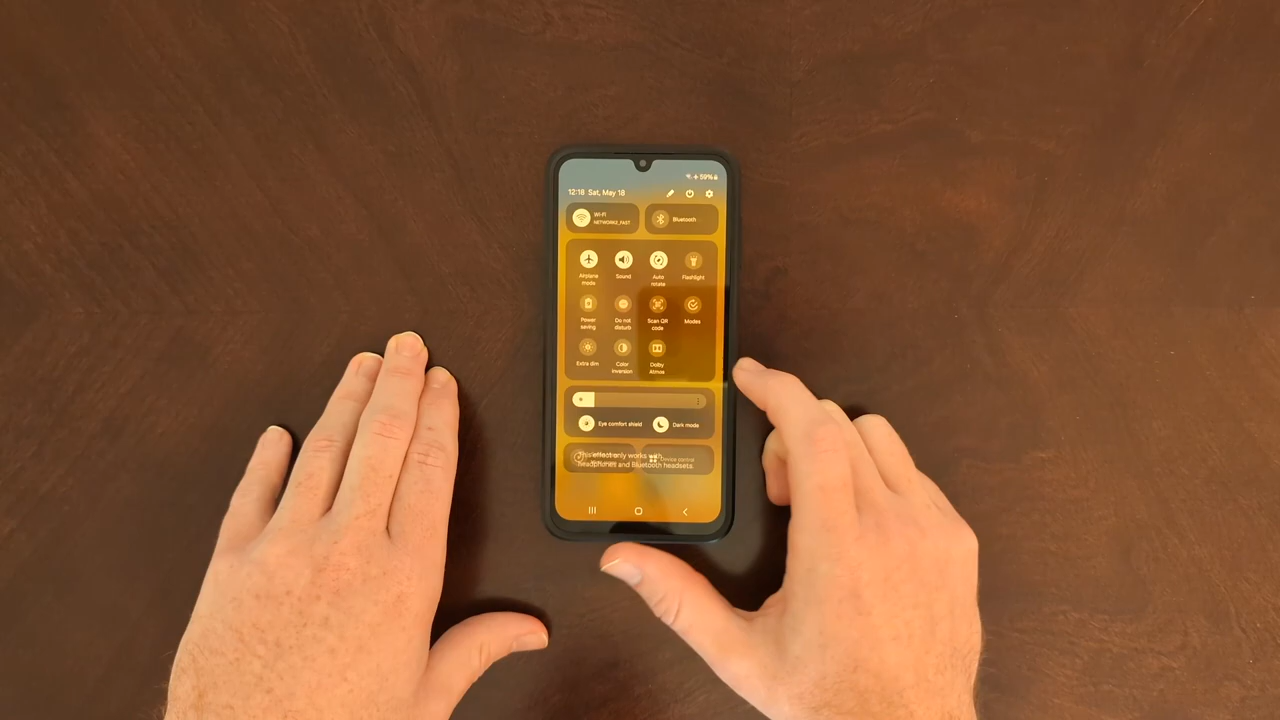 59%
12:18 Sat, May 18
Wi-Fi
NETWORKZ_FAST
Bluetooth
Airplane
mode
Sound
Auto
rotate
Flashlight
Power
saving
Do not
disturb
Scan QR
code
Modes
Extra dim
Color
inversion
Dolby
Atmos
Eye comfort shield
Dark mode
This effect only works with
headphones and Bluetooth headsets.
Device control